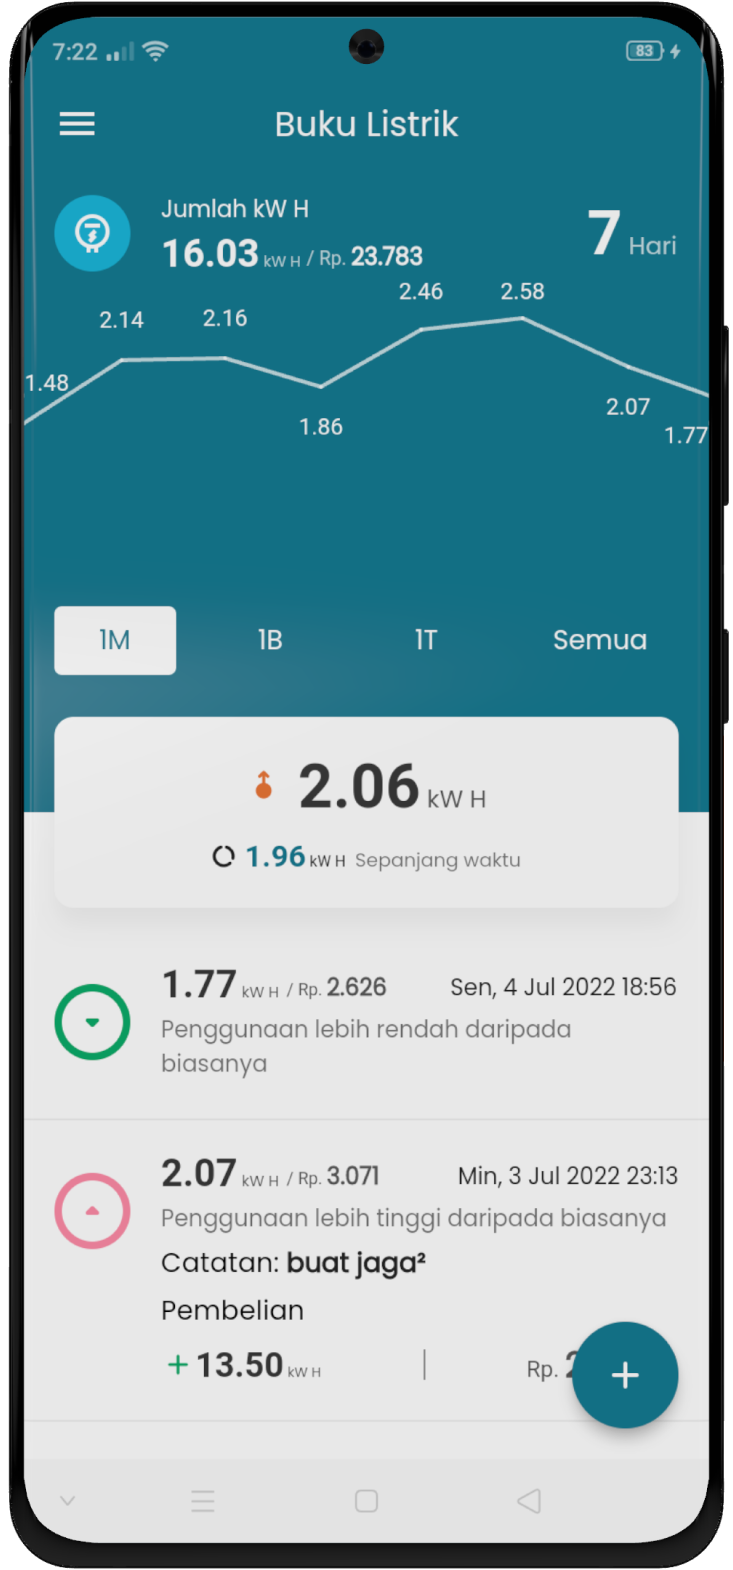 7:22
83
Buku Listrik
Jumlah kW H
16.03 kW H / Rp. 23.783
7 Hari
2.46 2.58
2.14 2.16
1.48
2.07
1.86
1.77
1M 1B 1T Semua
2.06 kW H
1.96 kW H Sepanjang waktu
1.77 kW H / Rp. 2.626 Sen, 4 Jul 2022 18:56
Penggunaan lebih rendah daripada
biasanya
2.07 kW H / Rp. 3.071 Min, 3 Jul 2022 23:13
Penggunaan lebih tinggi daripada biasanya
Catatan: buat jaga²
Pembelian
+ 13.50 kW H | Rp.
+